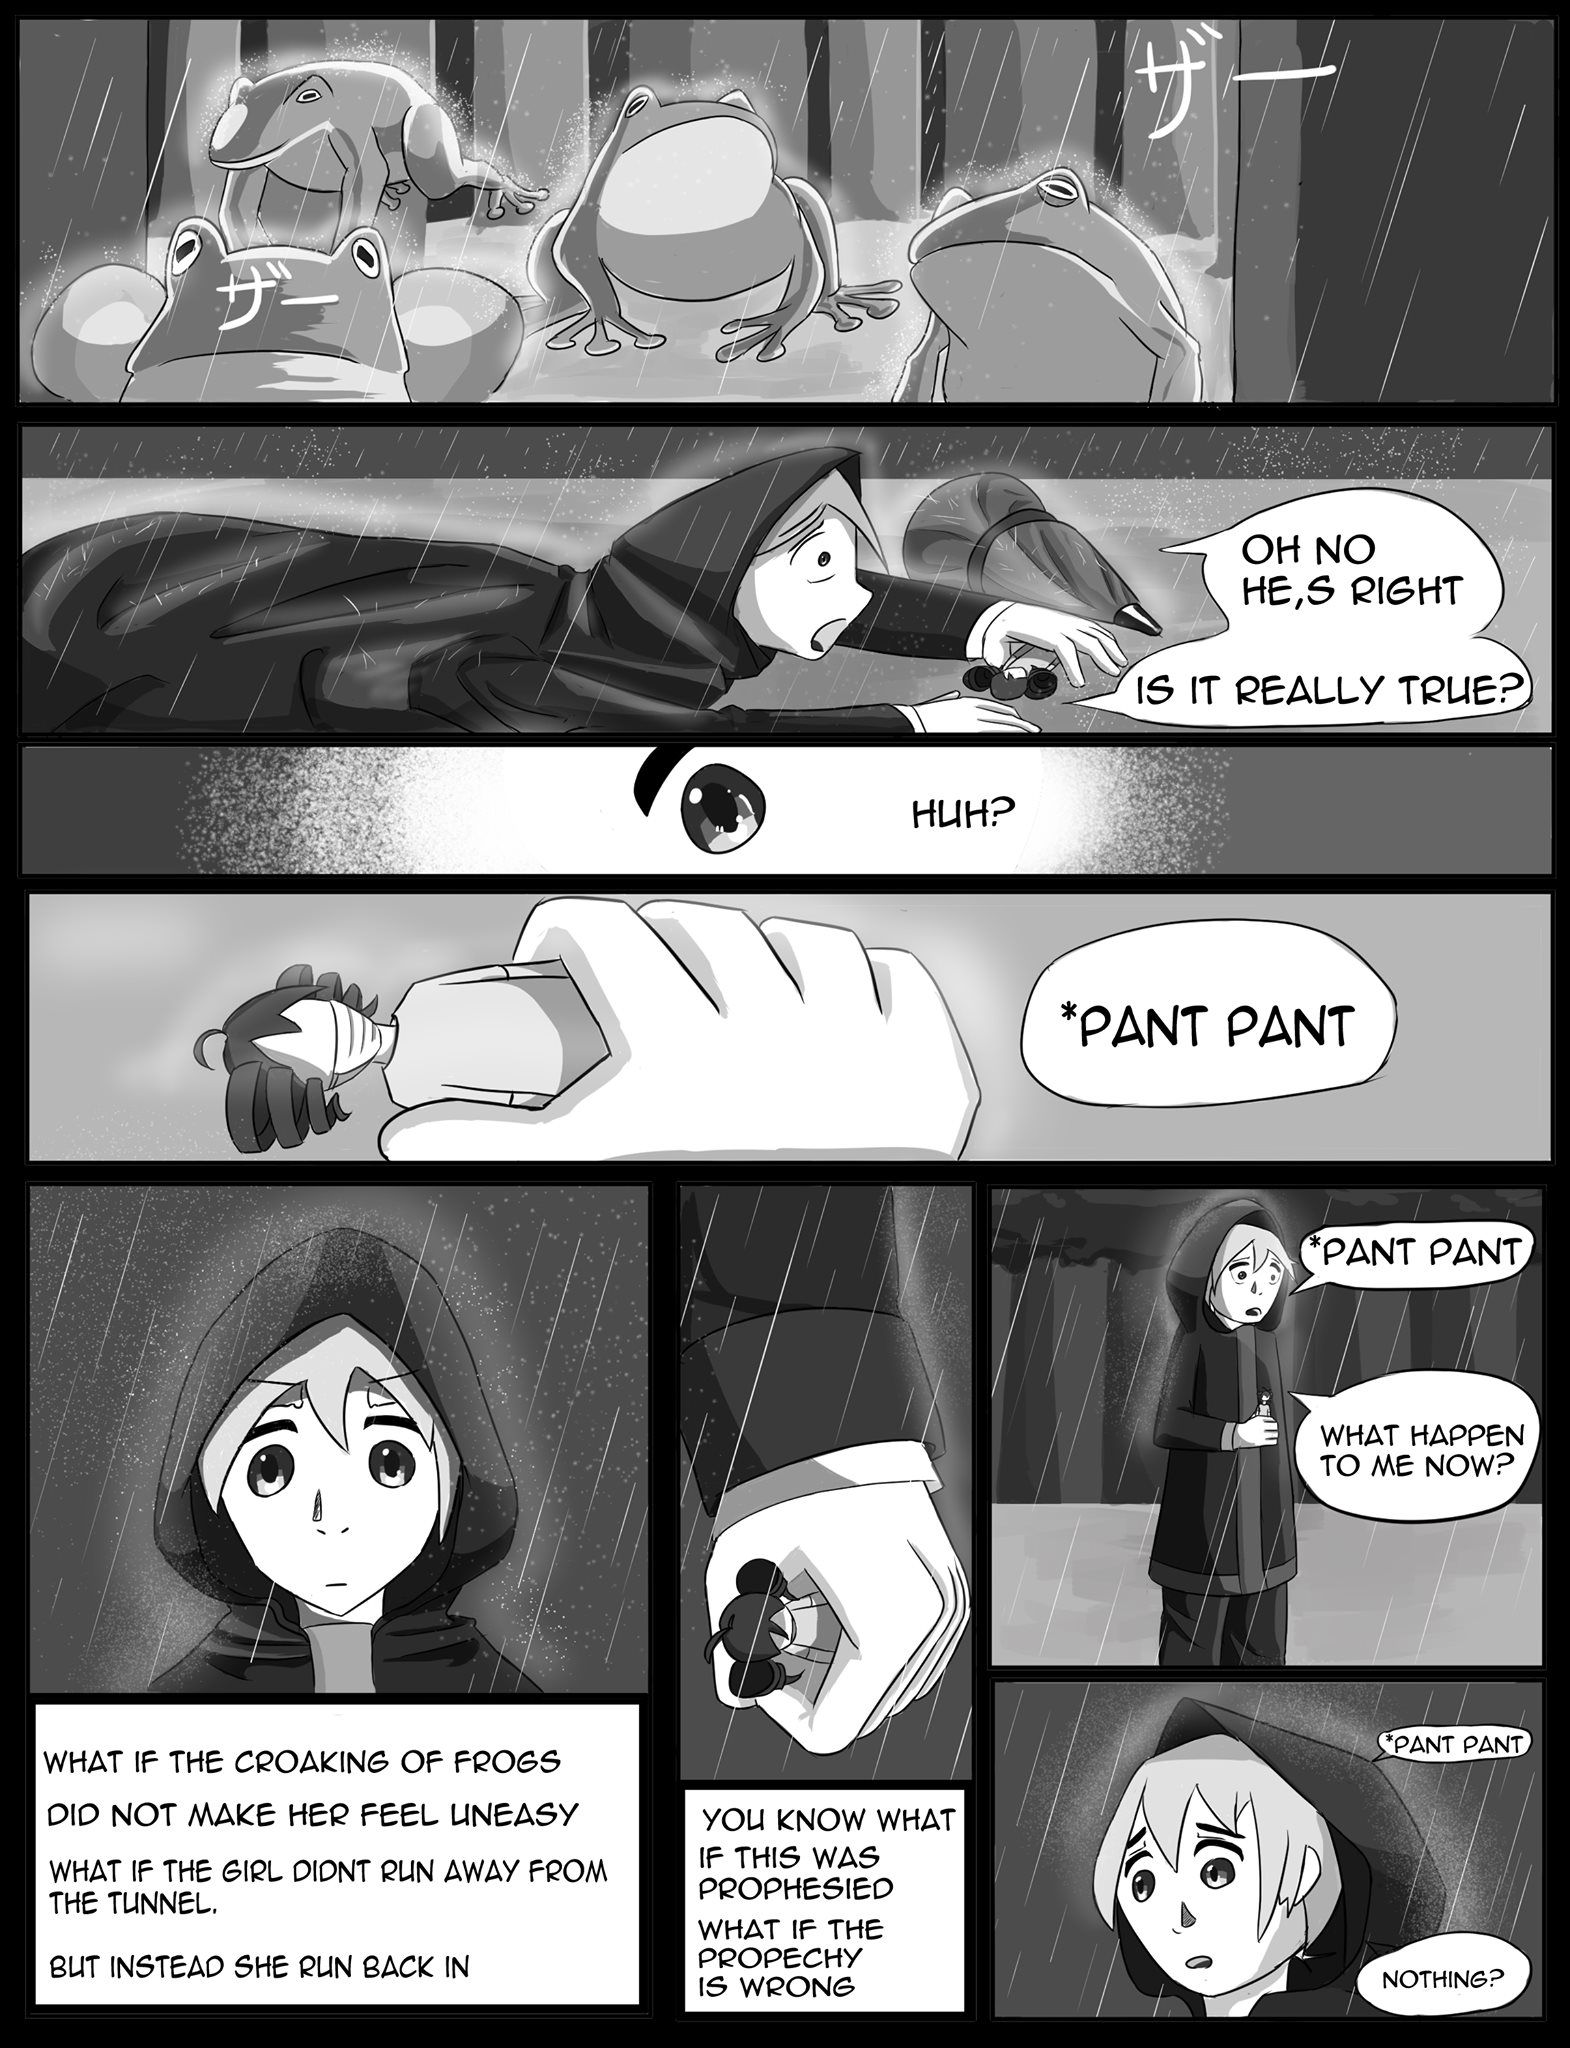 ザー
ザー
OH NO
HE,S RIGHT
IS IT REALLY TRUE?
HUH?
*PANT PANT
WHAT IF THE CROAKING OF FROGS
DID NOT MAKE HER FEEL UNEASY
WHAT IF THE GIRL DIDNT RUN AWAY FROM
THE TUNNEL.
BUT INSTEAD SHE RUN BACK IN
YOU KNOW WHAT
IF THIS WAS
PROPHESIED
WHAT IF THE
PROPECHY
IS WRONG
*PANT PANT
WHAT HAPPEN
TO ME NOW?
*PANT PANT
NOTHING?